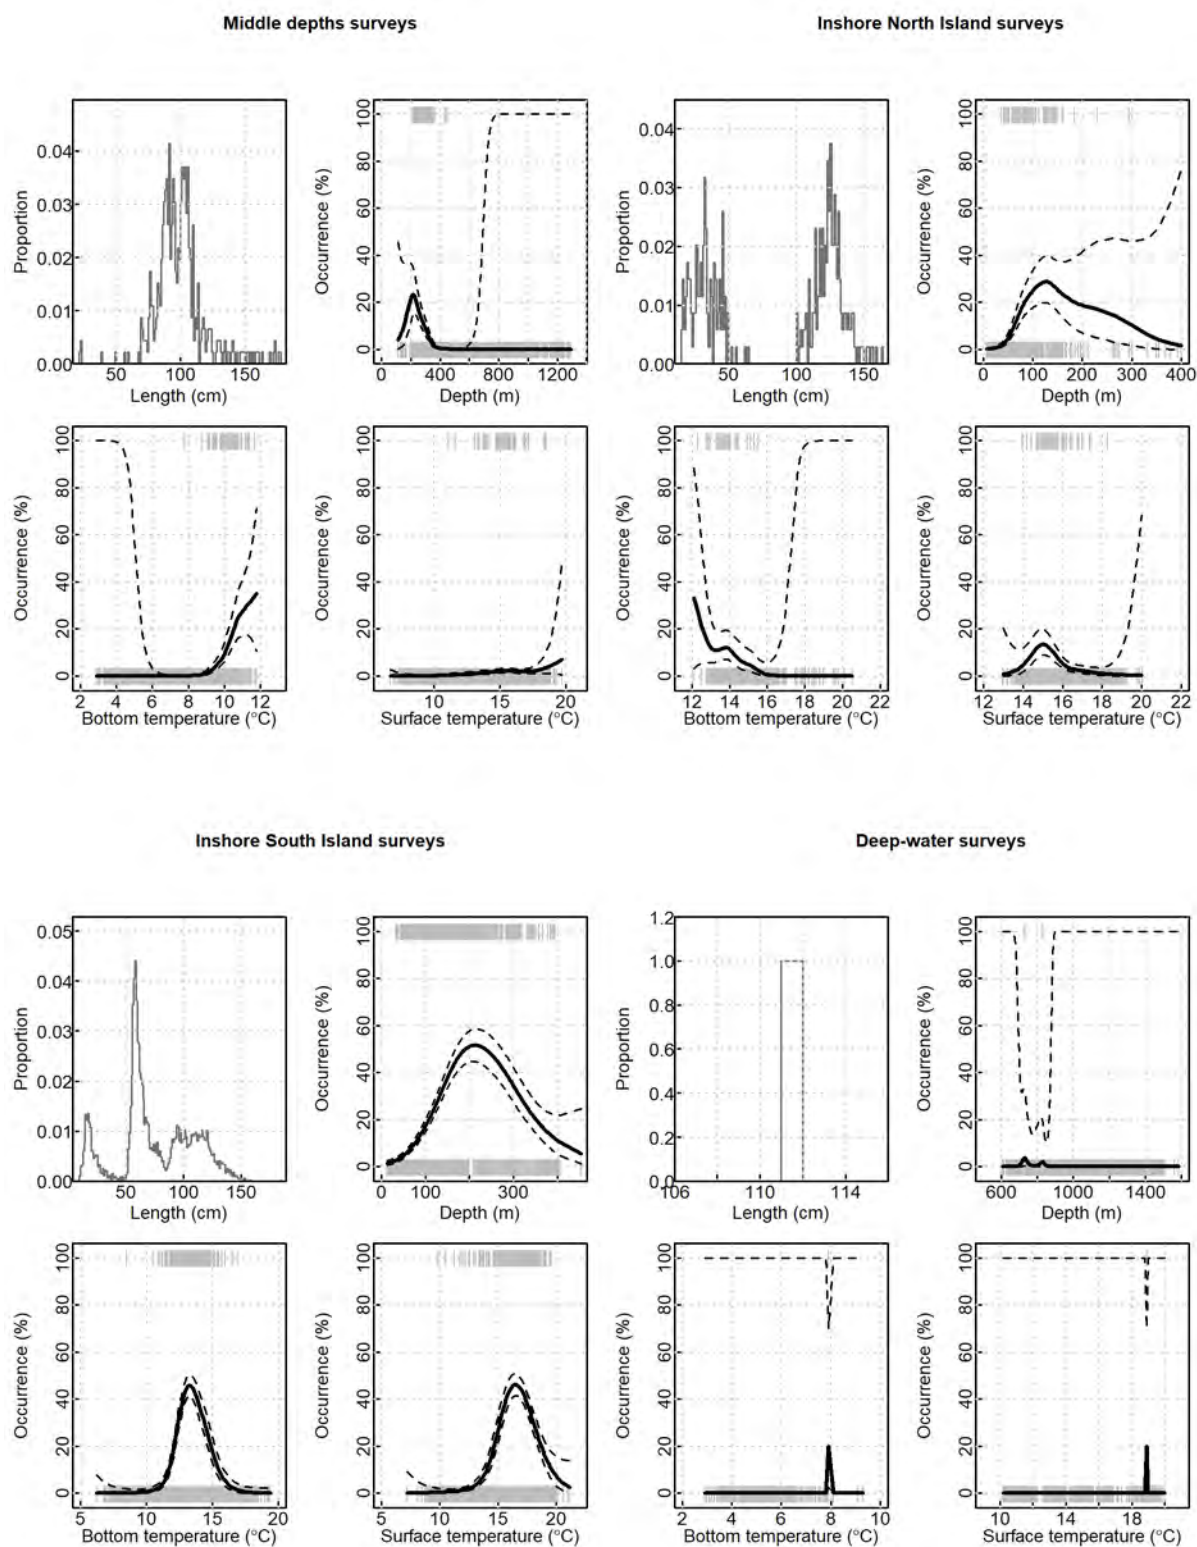 Middle depths surveys
Inshore North Island surveys
Proportion
0.00 0.01 0.02 0.03 0.04
50 100 150
Length (cm)
Occurrence (%)
0 20 40 60 80 100
0 400 800 1200
Depth (m)
Proportion
0.00 0.01 0.02 0.03 0.04
50 100 150
Length (cm)
Occurrence (%)
0 20 40 60 80 100
0 100 200 300 400
Depth (m)
Occurrence (%)
0 20 40 60 80 100
2 4 6 8 10 12
Bottom temperature (°C)
Occurrence (%)
0 20 40 60 80 100
10 15 20
Surface temperature (°C)
Occurrence (%)
0 20 40 60 80 100
12 14 16 18 20 22
Bottom temperature (°C)
Occurrence (%)
0 20 40 60 80 100
12 14 16 18 20 22
Surface temperature (°C)
Inshore South Island surveys
Deep-water surveys
Proportion
0.00 0.01 0.02 0.03 0.04 0.05
50 100 150
Length (cm)
Occurrence (%)
0 20 40 60 80 100
0 100 300
Depth (m)
Proportion
0.0 0.2 0.4 0.6 0.8 1.0 1.2
106 110 114
Length (cm)
Occurrence (%)
0 20 40 60 80 100
600 1000 1400
Depth (m)
Occurrence (%)
0 20 40 60 80 100
5 10 15 20
Bottom temperature (°C)
Occurrence (%)
0 20 40 60 80 100
5 10 15 20
Surface temperature (°C)
Occurrence (%)
0 20 40 60 80 100
2 4 6 8 10
Bottom temperature (°C)
Occurrence (%)
0 20 40 60 80 100
10 14 18
Surface temperature (°C)